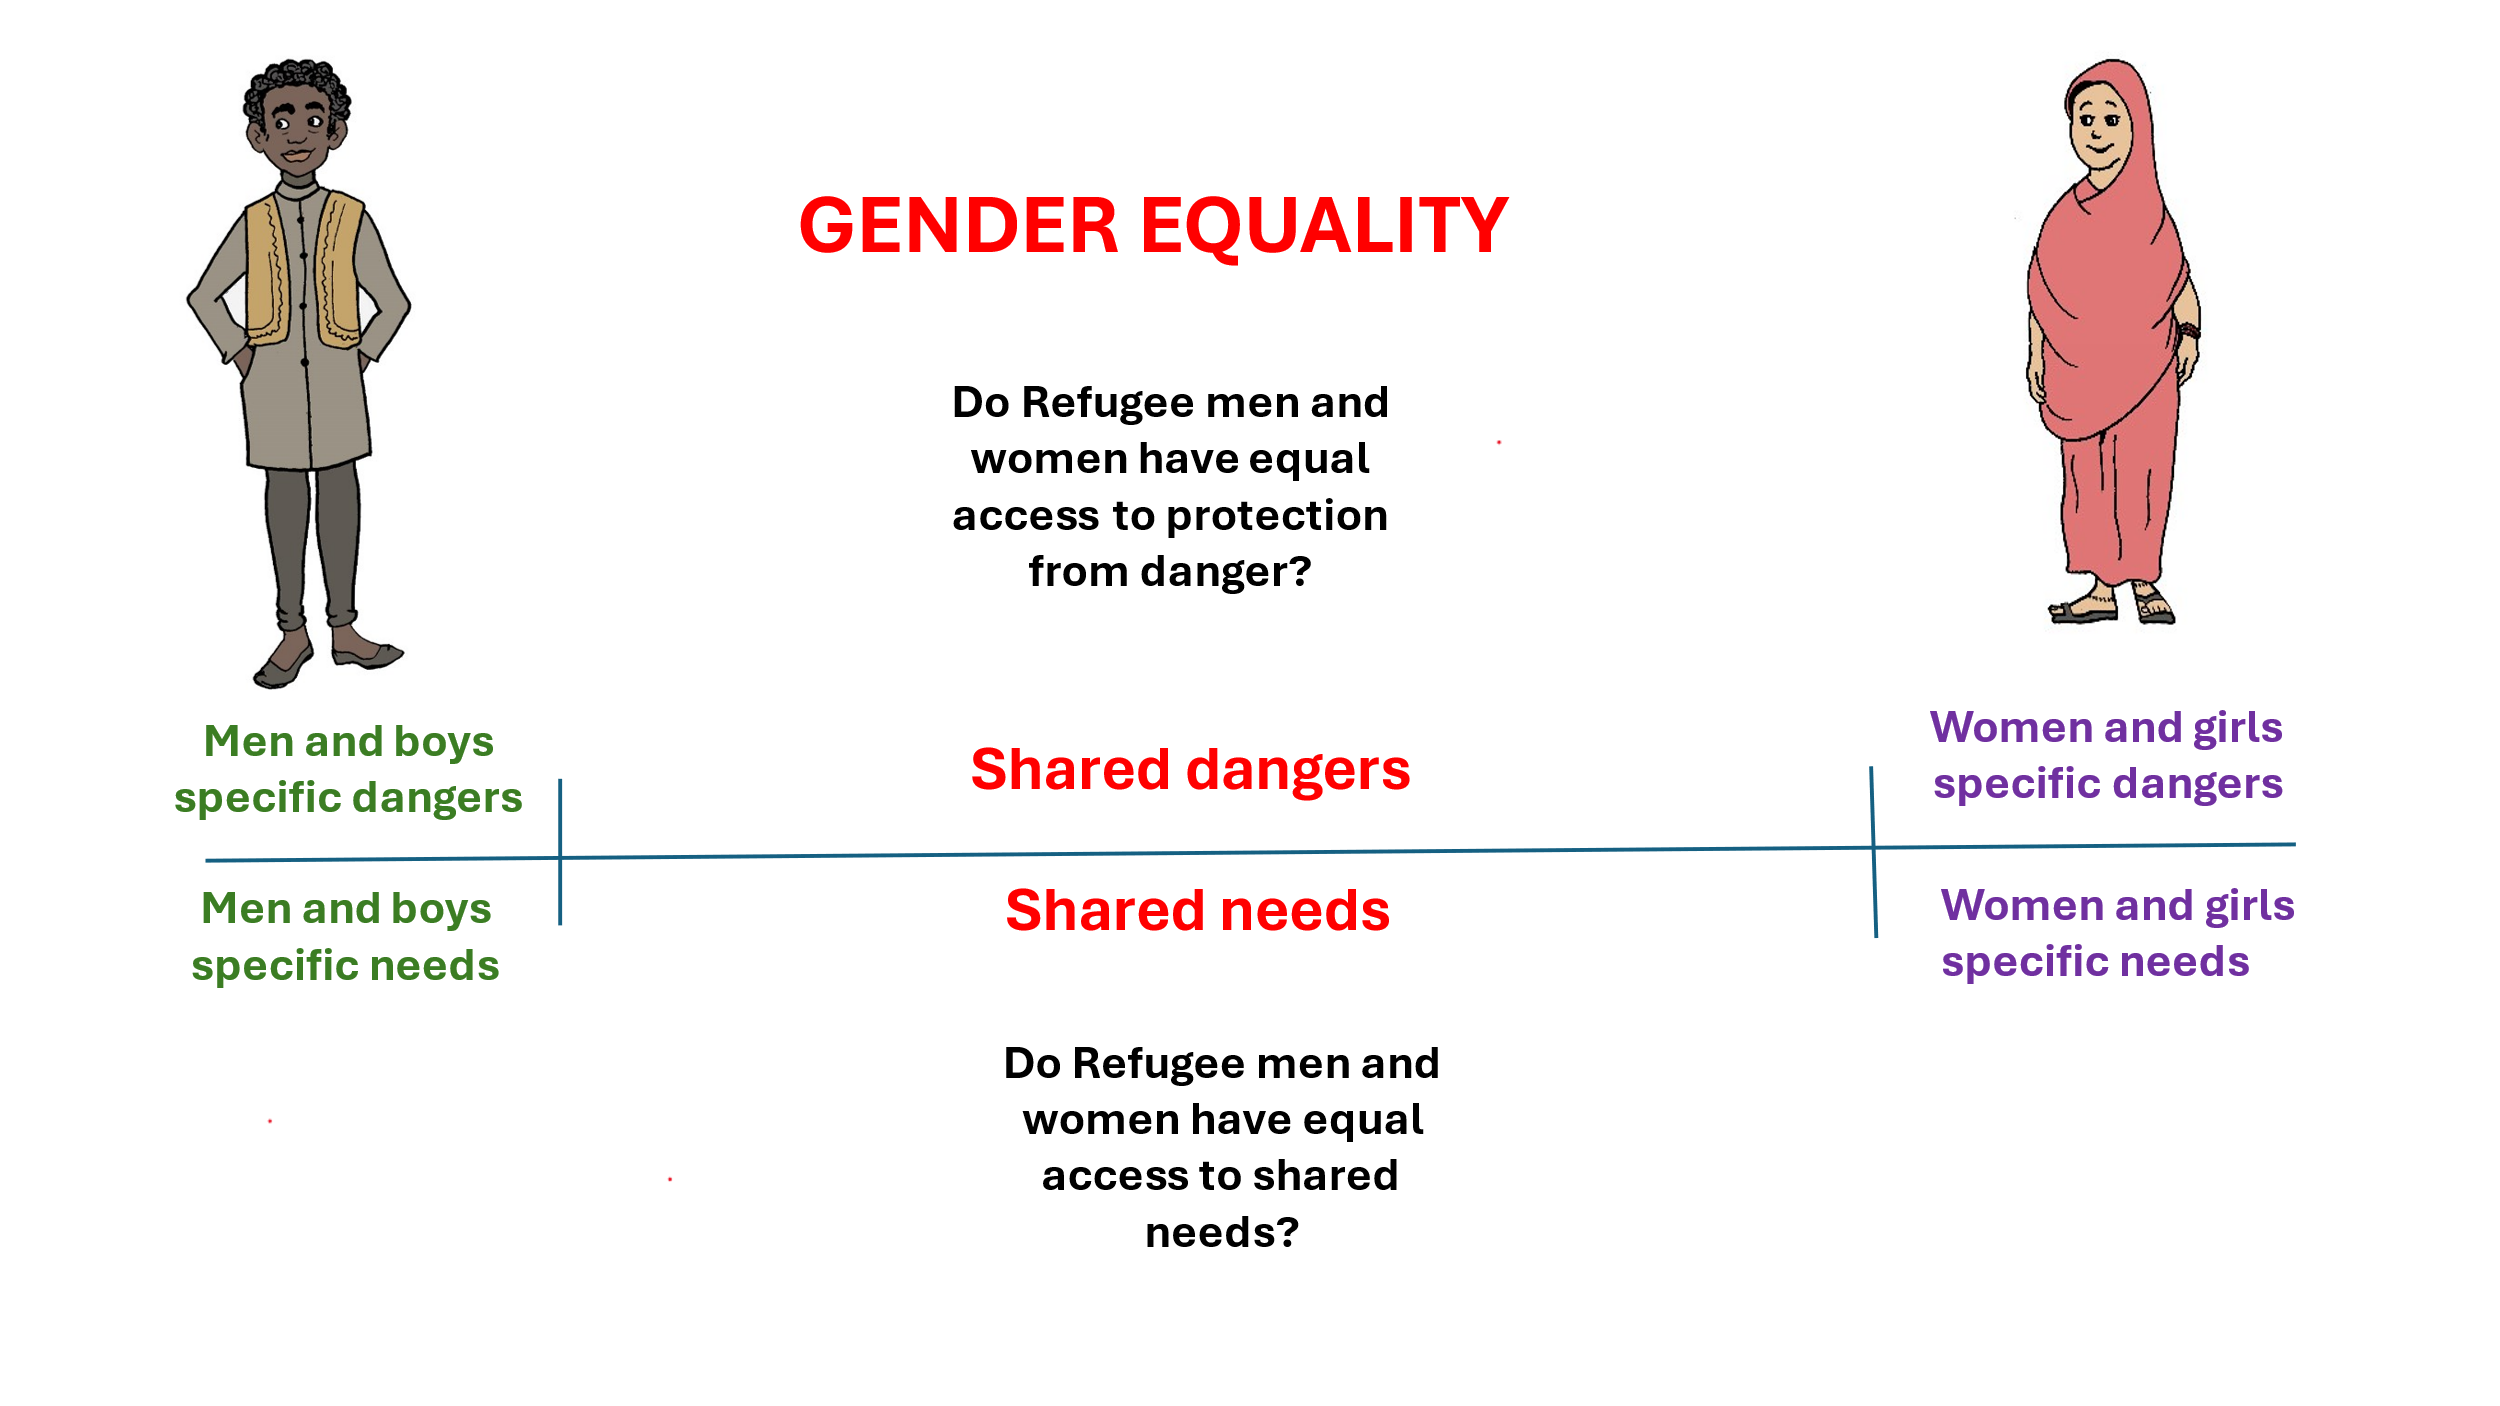 GENDER EQUALITY
Do Refugee men and
women have equal
access to protection
from danger?
Men and boys
specific dangers
Shared dangers
Women and girls
specific dangers
Men and boys
specific needs
Shared needs
Women and girls
specific needs
Do Refugee men and
women have equal
access to shared
needs?